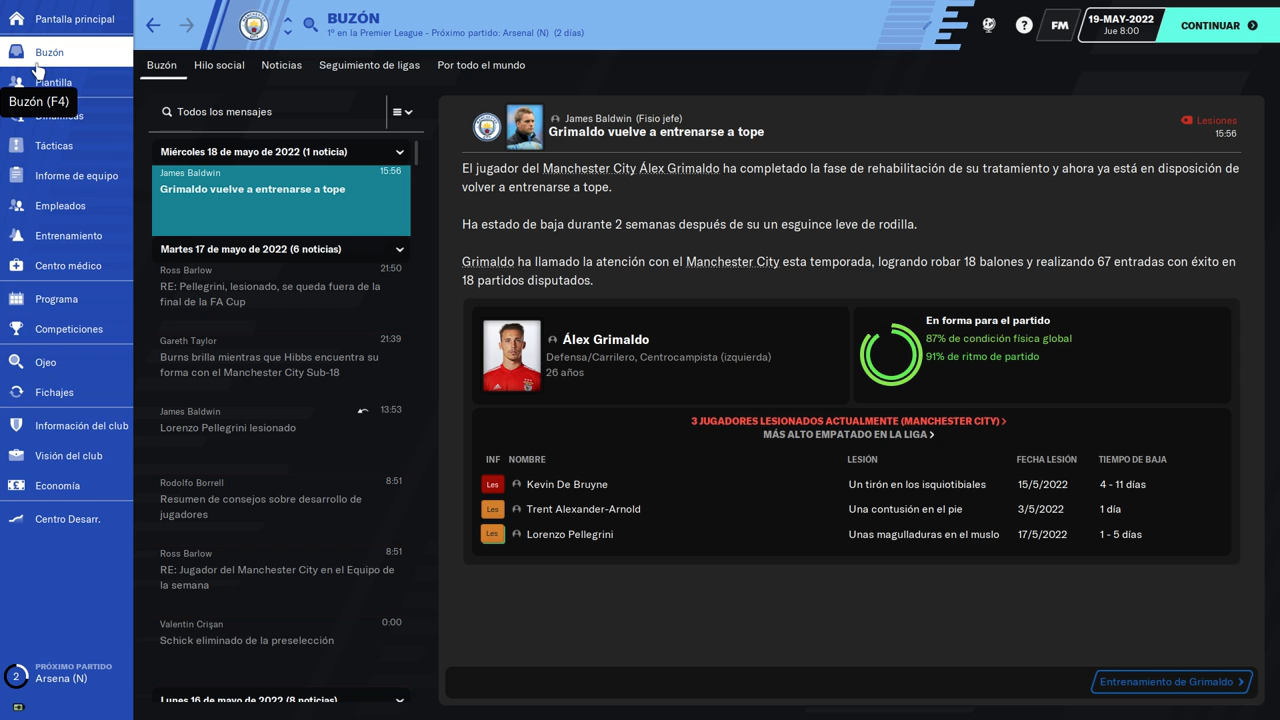 Pantalla principal
Buzón
Plantilla
Buzón (F4)
Dinámicas
Tácticas
Informe de equipo
Empleados
Entrenamiento
Centro médico
Programa
Competiciones
Ojeo
Fichajes
Información del club
Visión del club
Economía
Centro Desarr.
2
PRÓXIMO PARTIDO
Arsena (N)
BUZÓN
1º en la Premier League - Próximo partido: Arsenal (N) (2 días)
FM
19-MAY-2022
Jue 8:00
CONTINUAR
Buzón Hilo social Noticias Seguimiento de ligas Por todo el mundo
Todos los mensajes
Miércoles 18 de mayo de 2022 (1 noticia)
James Baldwin 15:56
Grimaldo vuelve a entrenarse a tope
Martes 17 de mayo de 2022 (6 noticias)
Ross Barlow 21:50
RE: Pellegrini, lesionado, se queda fuera de la
final de la FA Cup
Gareth Taylor 21:39
Burns brilla mientras que Hibbs encuentra su
forma con el Manchester City Sub-18
James Baldwin 13:53
Lorenzo Pellegrini lesionado
Rodolfo Borrell 8:51
Resumen de consejos sobre desarrollo de
jugadores
Ross Barlow 8:51
RE: Jugador del Manchester City en el Equipo de
la semana
Valentin Crişan 0:00
Schick eliminado de la preselección
Lunes 16 de mayo de 2022 (8 noticias)
James Baldwin (Fisio jefe)
Grimaldo vuelve a entrenarse a tope
Lesiones
15:56
El jugador del Manchester City Álex Grimaldo ha completado la fase de rehabilitación de su tratamiento y ahora ya está en disposición de
volver a entrenarse a tope.
Ha estado de baja durante 2 semanas después de su un esguince leve de rodilla.
Grimaldo ha llamado la atención con el Manchester City esta temporada, logrando robar 18 balones y realizando 67 entradas con éxito en
18 partidos disputados.
Álex Grimaldo
Defensa/Carrilero, Centrocampista (izquierda)
26 años
En forma para el partido
87% de condición física global
91% de ritmo de partido
3 JUGADORES LESIONADOS ACTUALMENTE (MANCHESTER CITY) >
MÁS ALTO EMPATADO EN LA LIGA >
INF NOMBRE LESIÓN FECHA LESIÓN TIEMPO DE BAJA
Les Kevin De Bruyne Un tirón en los isquiotibiales 15/5/2022 4 - 11 días
Les Trent Alexander-Arnold Una contusión en el pie 3/5/2022 1 día
Les Lorenzo Pellegrini Unas magulladuras en el muslo 17/5/2022 1 - 5 días
Entrenamiento de Grimaldo >